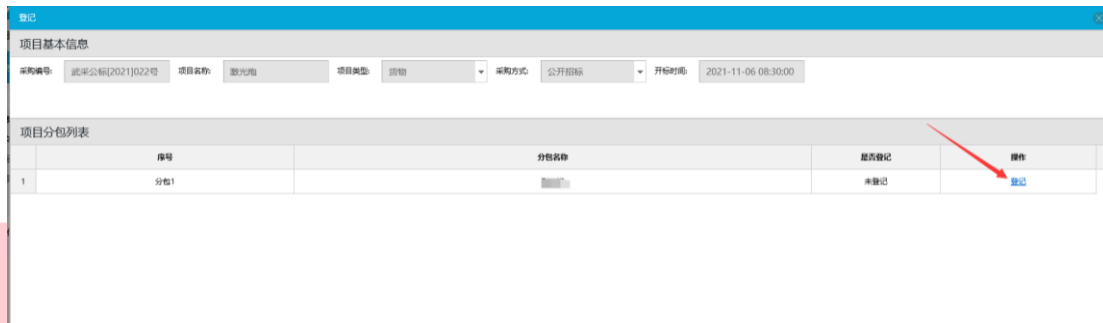 登记
项目基本信息
采购编号: 武采公标[2021]022号 项目名称: 激光炮 项目类型: 货物 采购方式: 公开招标 开标时间: 2021-11-06 08:30:00
项目分包列表
序号 分包名称 是否登记 操作
1 分包1 未登记 登记